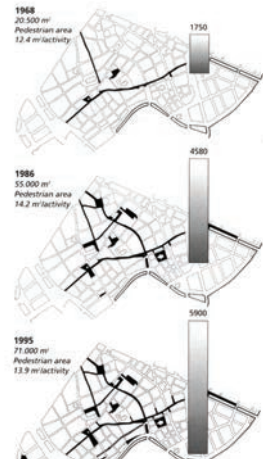 1968
20.500 m²
Pedestrian area
12.4 m²/activity
1750
1986
55.000 m²
Pedestrian area
14.2 m²/activity
4580
1995
71.000 m²
Pedestrian area
13.9 m²/activity
5900